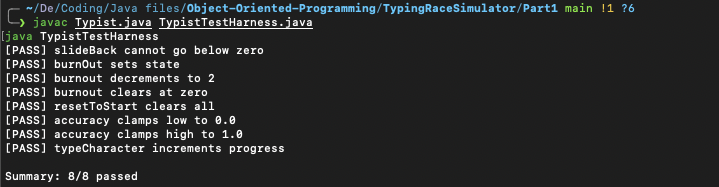 ~/De/Coding/Java files/Object-Oriented-Programming/TypingRaceSimulator/Part1 main !1 ?6
❯ javac Typist.java TypistTestHarness.java
java TypistTestHarness
[PASS] slideBack cannot go below zero
[PASS] burnOut sets state
[PASS] burnout decrements to 2
[PASS] burnout clears at zero
[PASS] resetToStart clears all
[PASS] accuracy clamps low to 0.0
[PASS] accuracy clamps high to 1.0
[PASS] typeCharacter increments progress
Summary: 8/8 passed